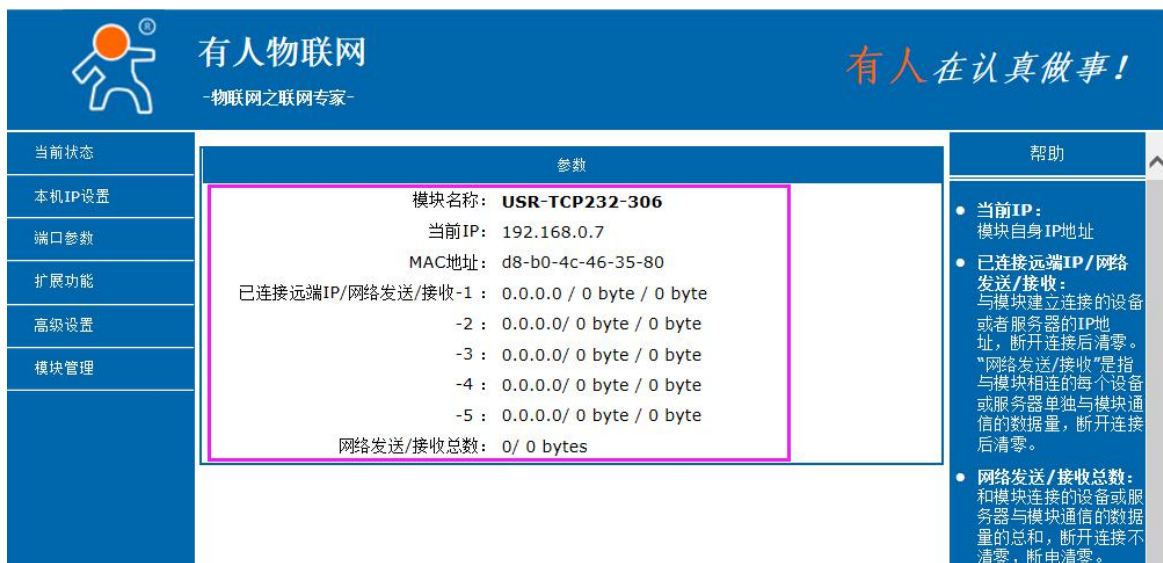 ®
有人物联网
-物联网之联网专家-
有人在认真做事!
当前状态
本机IP设置
端口参数
扩展功能
高级设置
模块管理
参数
模块名称: USR-TCP232-306
当前IP: 192.168.0.7
MAC地址: d8-b0-4c-46-35-80
已连接远端IP/网络发送/接收-1 : 0.0.0.0 / 0 byte / 0 byte
-2 : 0.0.0.0/ 0 byte / 0 byte
-3 : 0.0.0.0/ 0 byte / 0 byte
-4 : 0.0.0.0/ 0 byte / 0 byte
-5 : 0.0.0.0/ 0 byte / 0 byte
网络发送/接收总数: 0/ 0 bytes
帮助
● 当前IP:
模块自身IP地址
● 已连接远端IP/网络
发送/接收:
与模块建立连接的设备
或者服务器的IP地
址，断开连接后清零。
“网络发送/接收”是指
与模块相连的每个设备
或服务器单独与模块通
信的数据量，断开连接
后清零。
● 网络发送/接收总数:
和模块连接的设备或服
务器与模块通信的数据
量的总和，断开连接不
清零，断电清零。